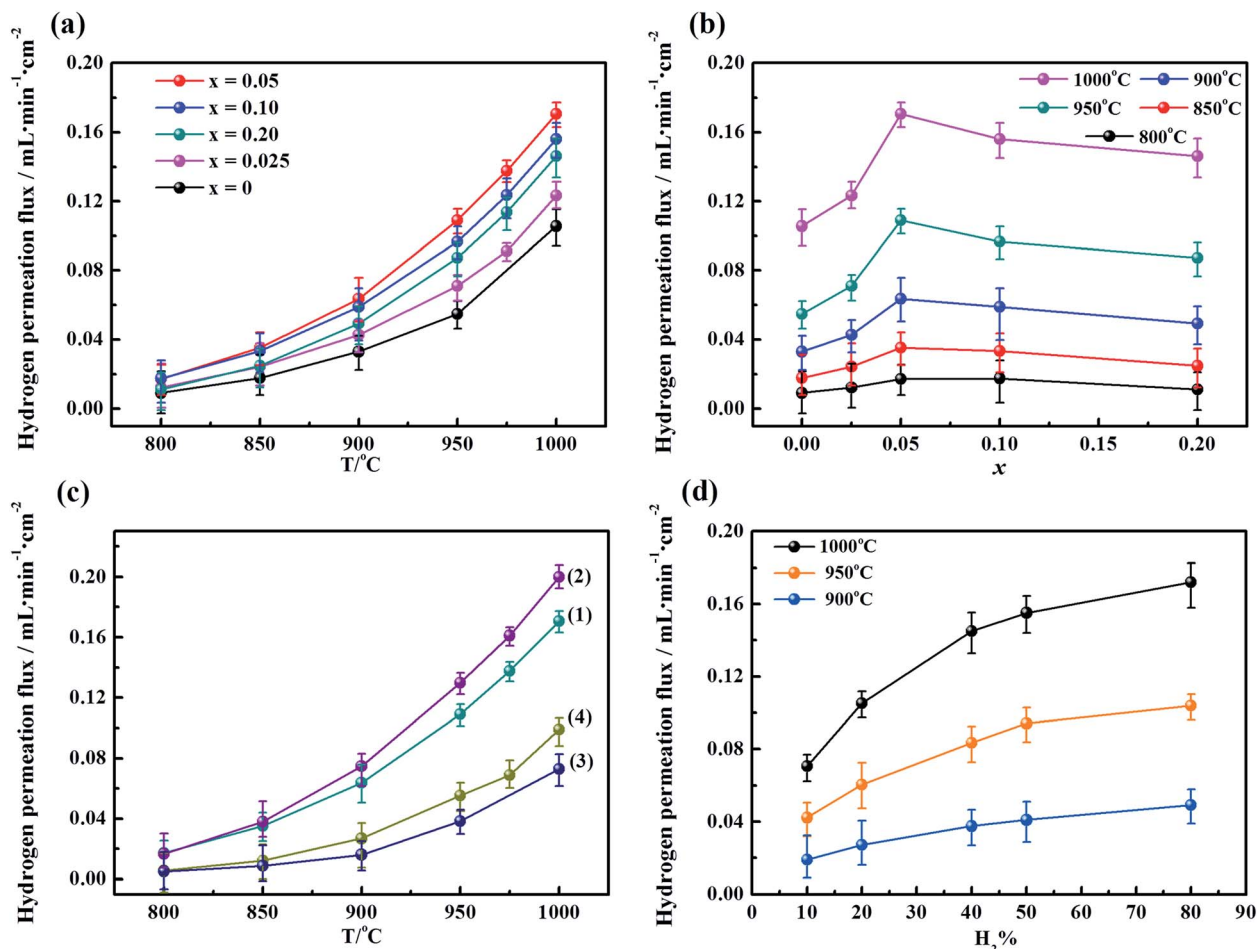 (a)
Hydrogen permeation flux / mL·min⁻¹·cm⁻²
0.20
0.16
0.12
0.08
0.04
0.00
x = 0.05
x = 0.10
x = 0.20
x = 0.025
x = 0
800 850 900 950 1000
T/°C
(b)
Hydrogen permeation flux / mL·min⁻¹·cm⁻²
0.20
0.16
0.12
0.08
0.04
0.00
1000°C 900°C
950°C 850°C
800°C
0.00 0.05 0.10 0.15 0.20
x
(c)
Hydrogen permeation flux / mL·min⁻¹·cm⁻²
0.20
0.16
0.12
0.08
0.04
0.00
(2)
(1)
(4)
(3)
800 850 900 950 1000
T/°C
(d)
Hydrogen permeation flux / mL·min⁻¹·cm⁻²
0.20
0.16
0.12
0.08
0.04
0.00
1000°C
950°C
900°C
0 10 20 30 40 50 60 70 80 90
H₂%